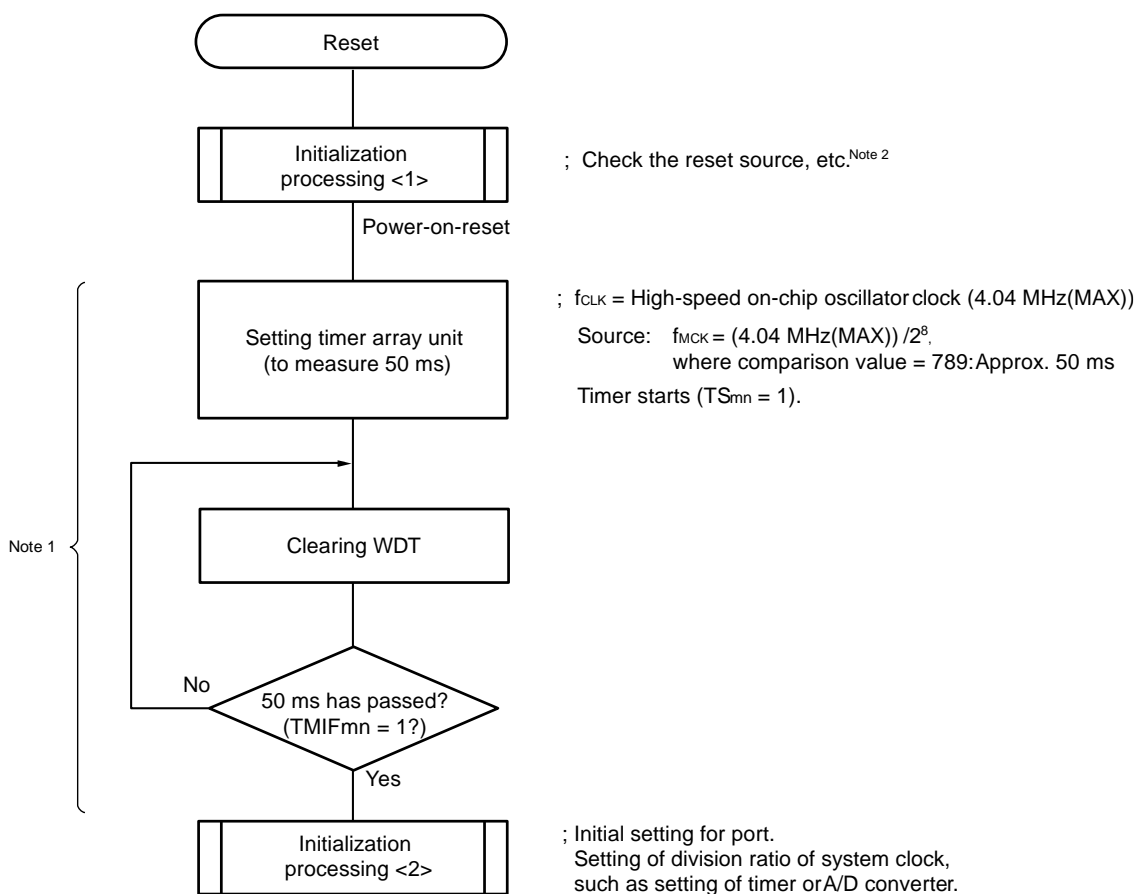 Reset
Initialization
processing <1>
; Check the reset source, etc.Note 2
Power-on-reset
Setting timer array unit
(to measure 50 ms)
; fCLK = High-speed on-chip oscillator clock (4.04 MHz(MAX))
Source: fMCK = (4.04 MHz(MAX)) /2⁸,
where comparison value = 789:Approx. 50 ms
Timer starts (TSmn = 1).
Note 1
Clearing WDT
No
50 ms has passed?
(TMIFmn = 1?)
Yes
Initialization
processing <2>
; Initial setting for port.
Setting of division ratio of system clock,
such as setting of timer or A/D converter.